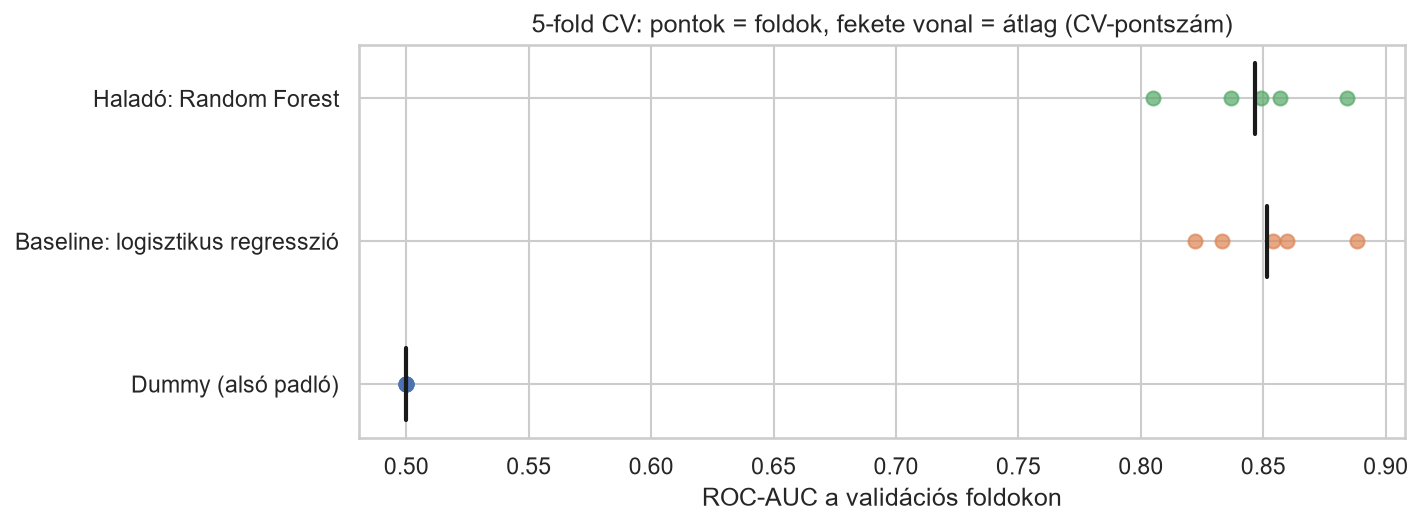 5-fold CV: pontok = foldok, fekete vonal = átlag (CV-pontszám)
Haladó: Random Forest
Baseline: logisztikus regresszió
Dummy (alsó padló)
0.50 0.55 0.60 0.65 0.70 0.75 0.80 0.85 0.90
ROC-AUC a validációs foldokon